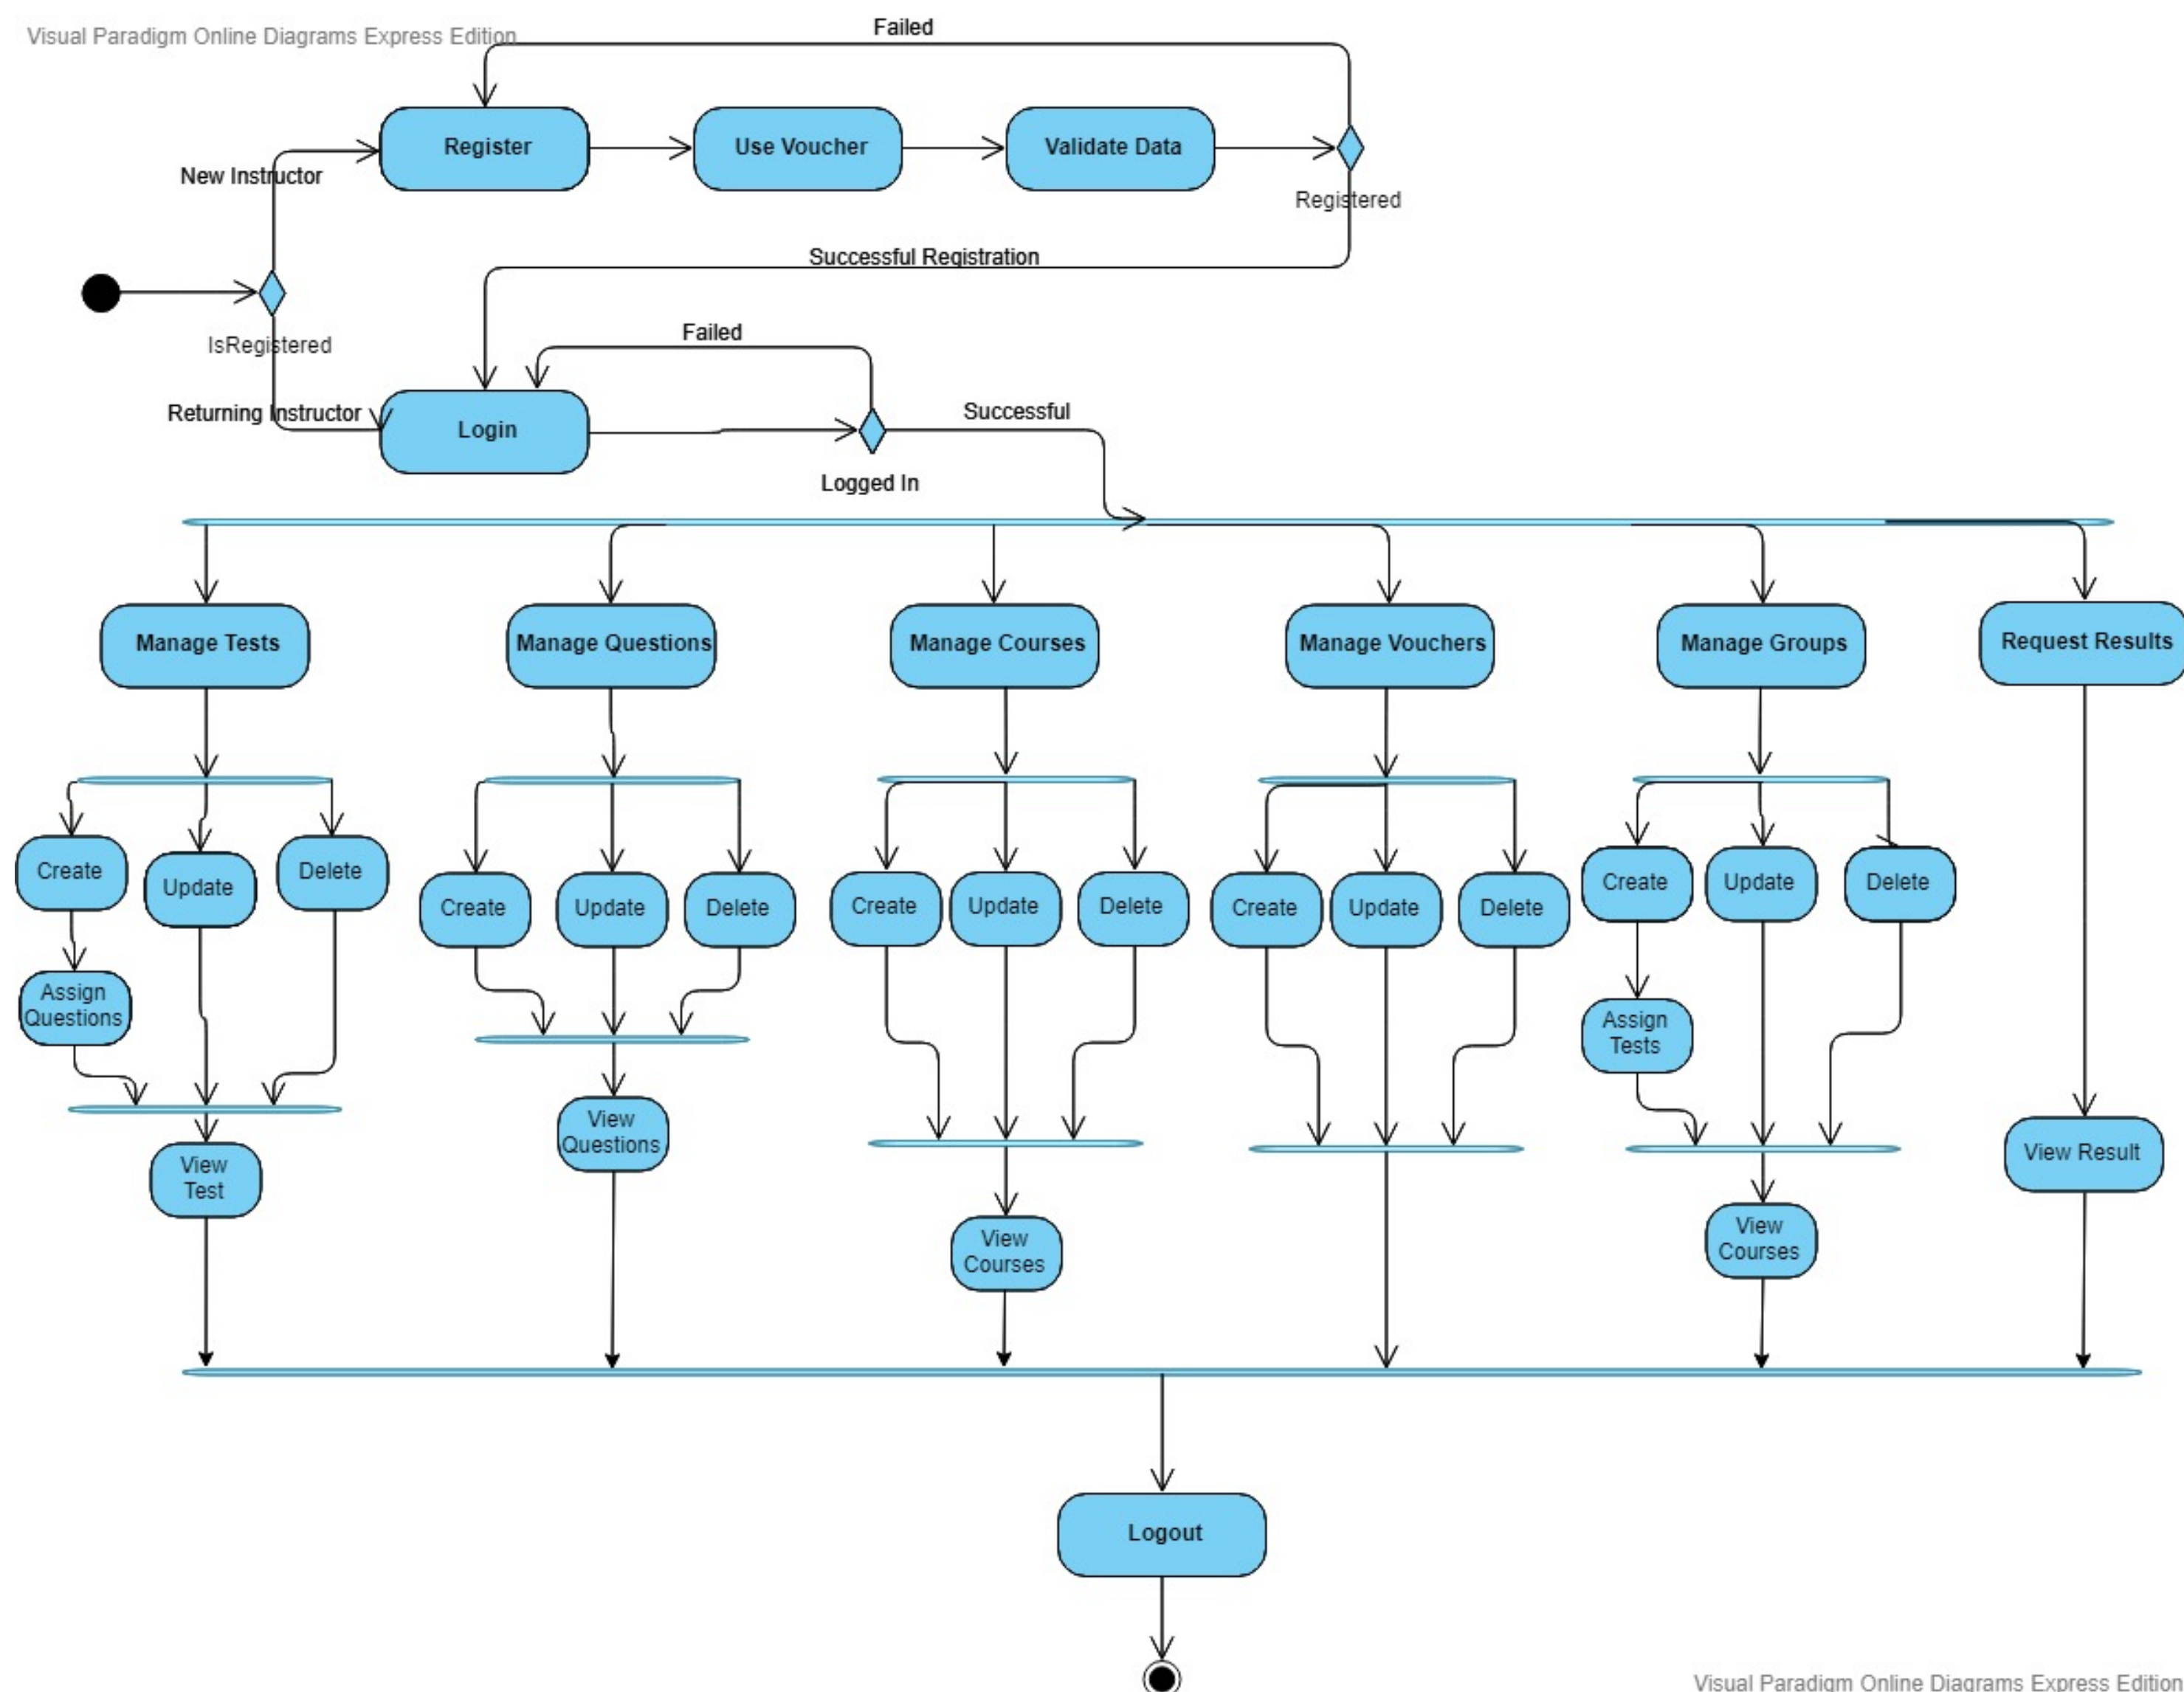 Failed
Visual Paradigm Online Diagrams Express Edition
Register
Use Voucher
Validate Data
New Instructor
Registered
Successful Registration
IsRegistered
Failed
Returning Instructor
Login
Successful
Logged In
Manage Tests
Manage Questions
Manage Courses
Manage Vouchers
Manage Groups
Request Results
Create
Update
Delete
Create
Update
Delete
Create
Update
Delete
Create
Update
Delete
Create
Update
Delete
Assign
Questions
Assign
Tests
View
Test
View
Questions
View
Courses
View
Courses
View Result
Logout
Visual Paradigm Online Diagrams Express Edition